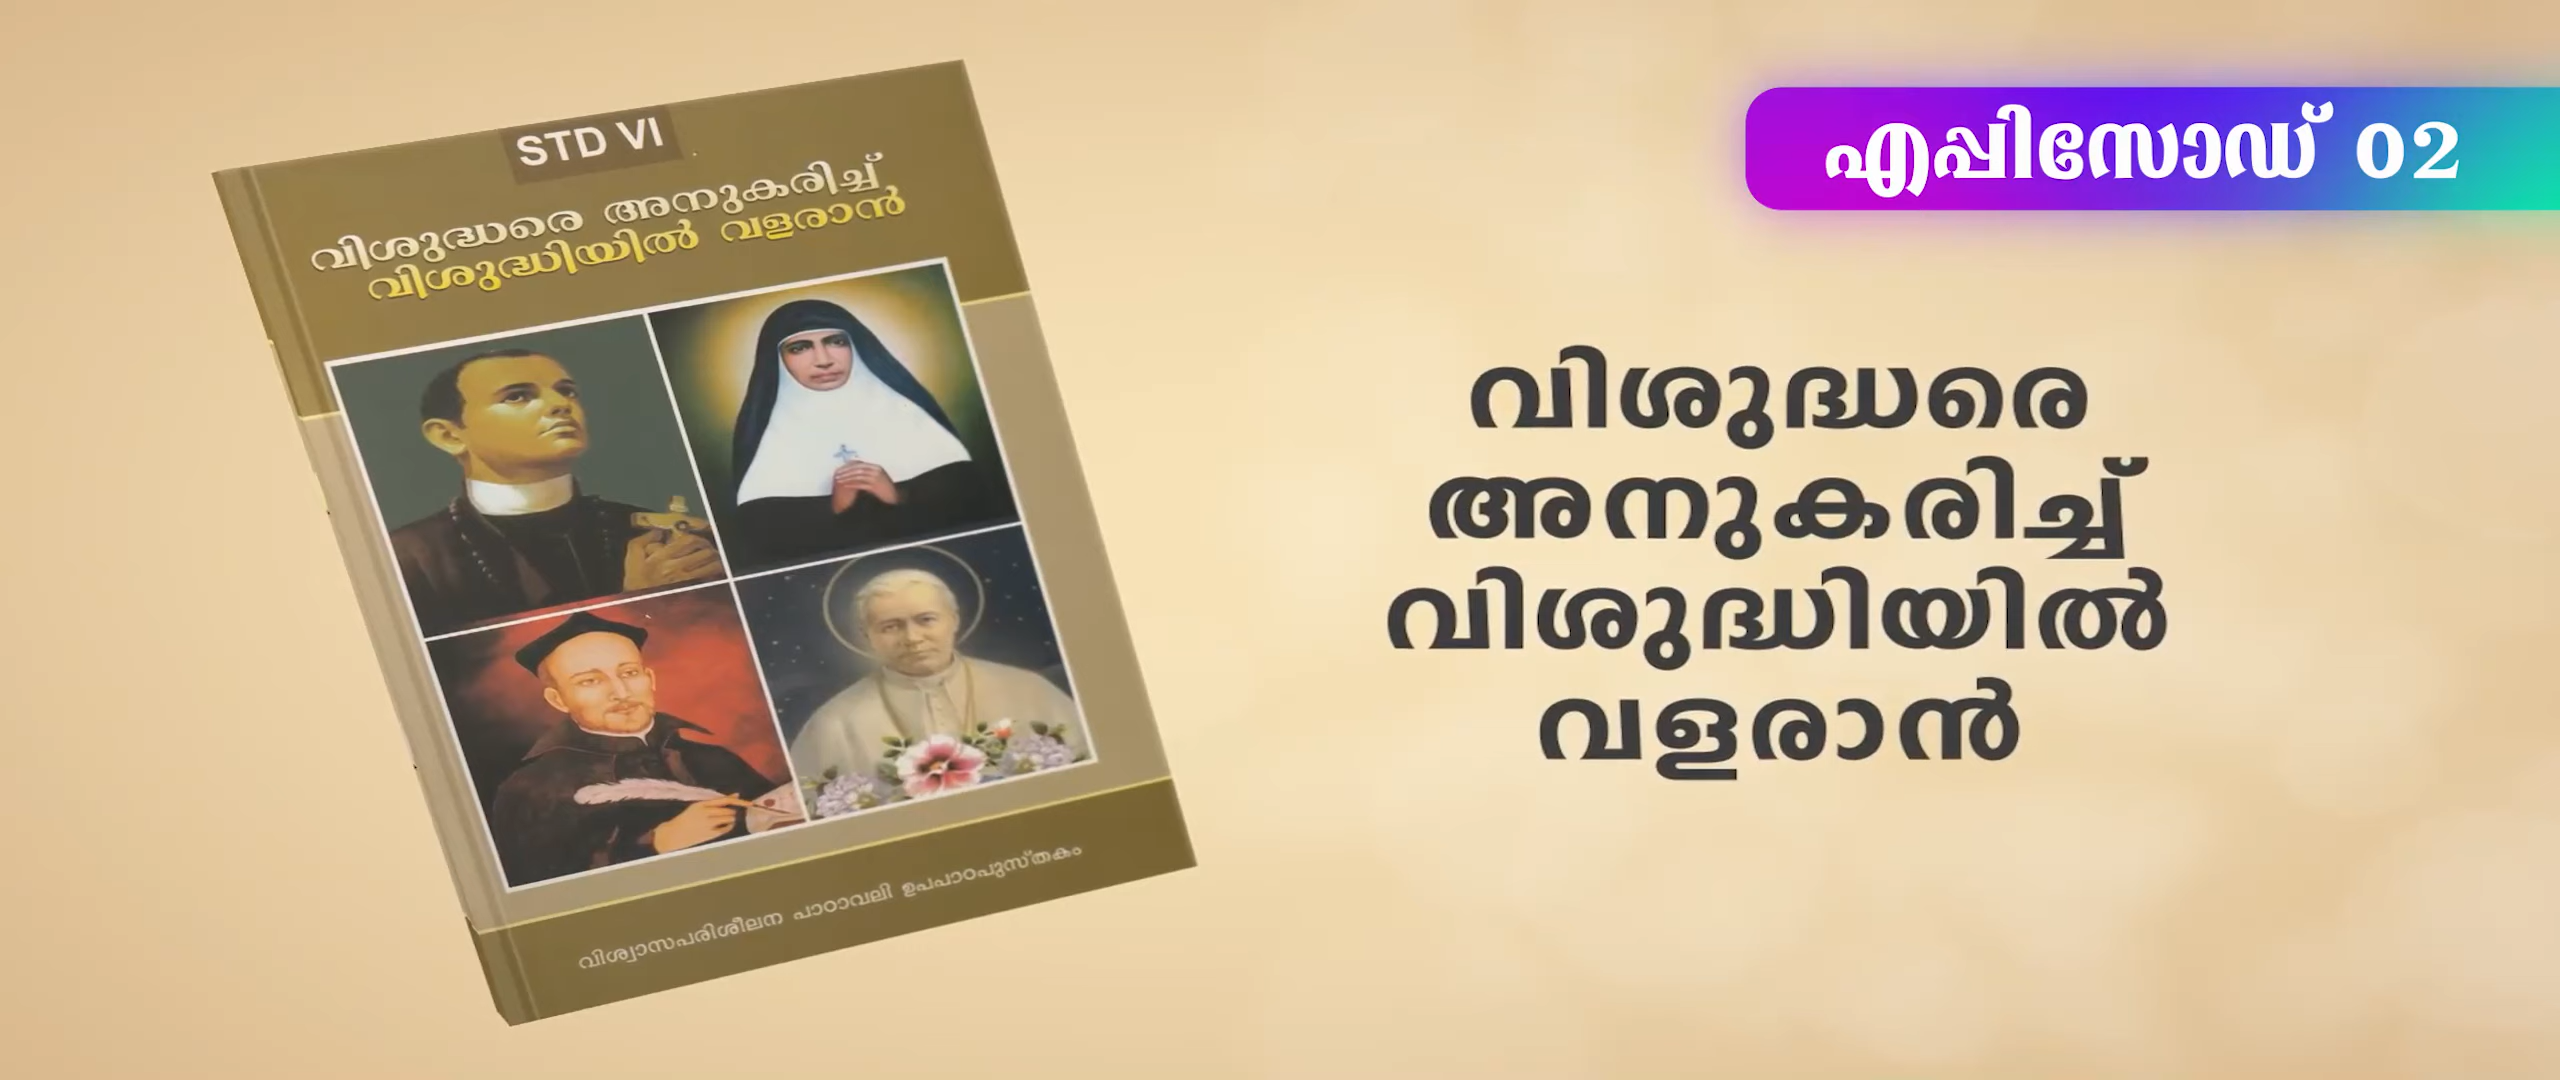 STD VI
വിശുദ്ധരെ അനുകരിച്ച്
വിശുദ്ധിയിൽ വളരാൻ
വിശ്വാസപരിശീലന പാഠാവലി ഉപപാഠപുസ്തകം
എപ്പിസോഡ് 02
വിശുദ്ധരെ
അനുകരിച്ച്
വിശുദ്ധിയിൽ
വളരാൻ